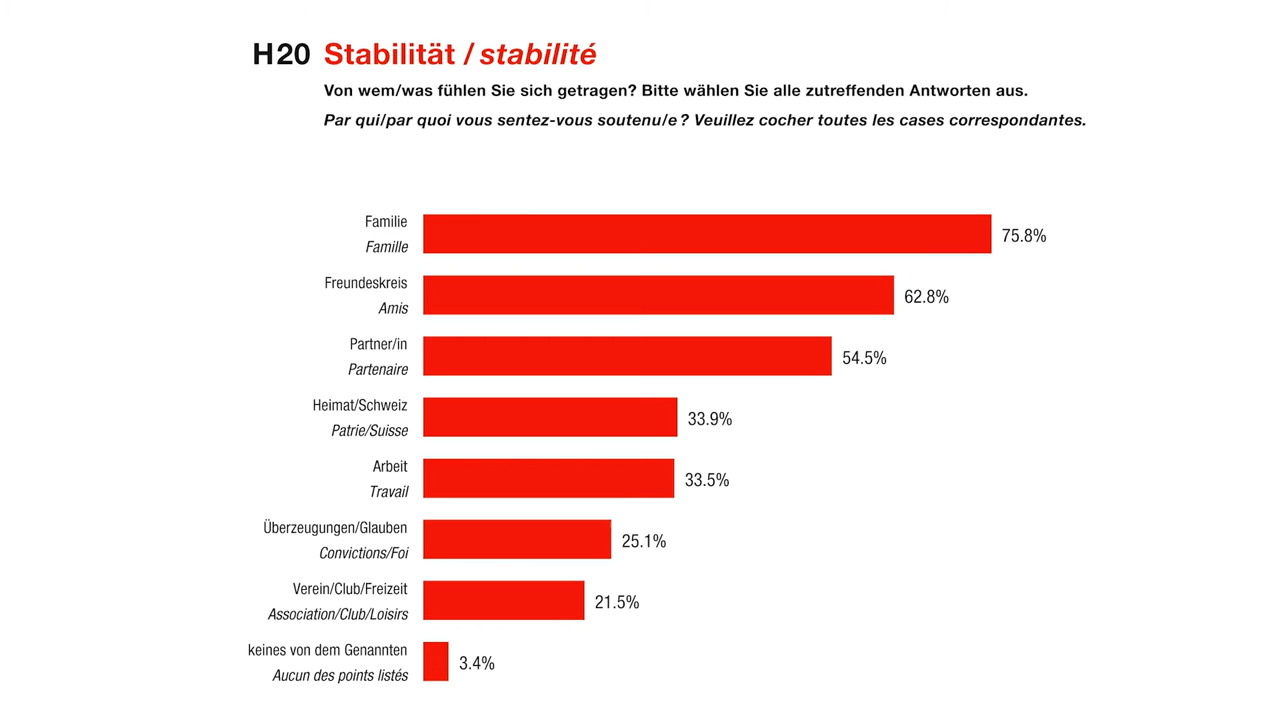 H20 Stabilität / stabilité
Von wem/was fühlen Sie sich getragen? Bitte wählen Sie alle zutreffenden Antworten aus.
Par qui/par quoi vous sentez-vous soutenu/e ? Veuillez cocher toutes les cases correspondantes.
Familie
Famille
75.8%
Freundeskreis
Amis
62.8%
Partner/in
Partenaire
54.5%
Heimat/Schweiz
Patrie/Suisse
33.9%
Arbeit
Travail
33.5%
Überzeugungen/Glauben
Convictions/Foi
25.1%
Verein/Club/Freizeit
Association/Club/Loisirs
21.5%
keines von dem Genannten
Aucun des points listés
3.4%